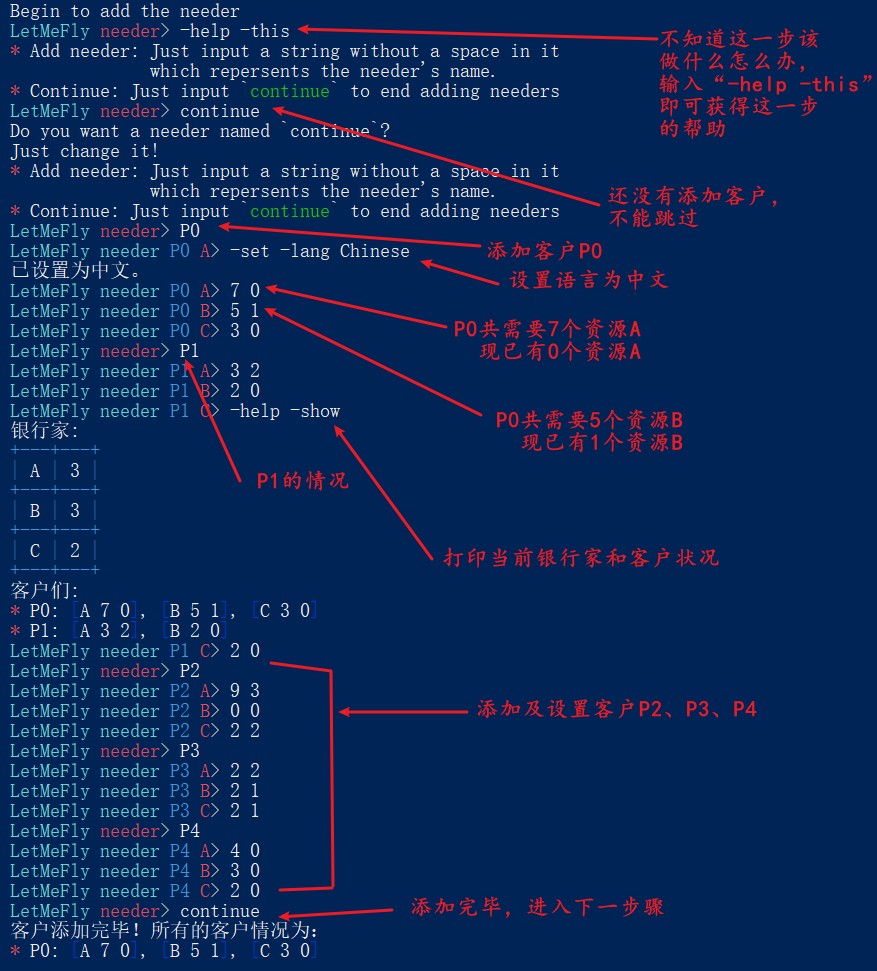 Begin to add the needer
LetMeFly needer> -help -this
* Add needer: Just input a string without a space in it
which repersents the needer's name.
* Continue: Just input `continue` to end adding needers
LetMeFly needer> continue
Do you want a needer named `continue`?
Just change it!
* Add needer: Just input a string without a space in it
which repersents the needer's name.
* Continue: Just input `continue` to end adding needers
LetMeFly needer> P0
LetMeFly needer P0 A> -set -lang Chinese
已设置为中文。
LetMeFly needer P0 A> 7 0
LetMeFly needer P0 B> 5 1
LetMeFly needer P0 C> 3 0
LetMeFly needer> P1
LetMeFly needer P1 A> 3 2
LetMeFly needer P1 B> 2 0
LetMeFly needer P1 C> -help -show
银行家:
+---+---+
| A | 3 |
+---+---+
| B | 3 |
+---+---+
| C | 2 |
+---+---+
客户们:
* P0: [A 7 0], [B 5 1], [C 3 0]
* P1: [A 3 2], [B 2 0]
LetMeFly needer P1 C> 2 0
LetMeFly needer> P2
LetMeFly needer P2 A> 9 3
LetMeFly needer P2 B> 0 0
LetMeFly needer P2 C> 2 2
LetMeFly needer> P3
LetMeFly needer P3 A> 2 2
LetMeFly needer P3 B> 2 1
LetMeFly needer P3 C> 2 1
LetMeFly needer> P4
LetMeFly needer P4 A> 4 0
LetMeFly needer P4 B> 3 0
LetMeFly needer P4 C> 2 0
LetMeFly needer> continue
客户添加完毕！所有的客户情况为:
* P0: [A 7 0], [B 5 1], [C 3 0]
不知道这一步该
做什么怎么办，
输入“-help -this”
即可获得这一步
的帮助
还没有添加客户，
不能跳过
添加客户P0
设置语言为中文
P0共需要7个资源A
现已有0个资源A
P0共需要5个资源B
现已有1个资源B
P1的情况
打印当前银行家和客户状况
添加及设置客户P2、P3、P4
添加完毕，进入下一步骤